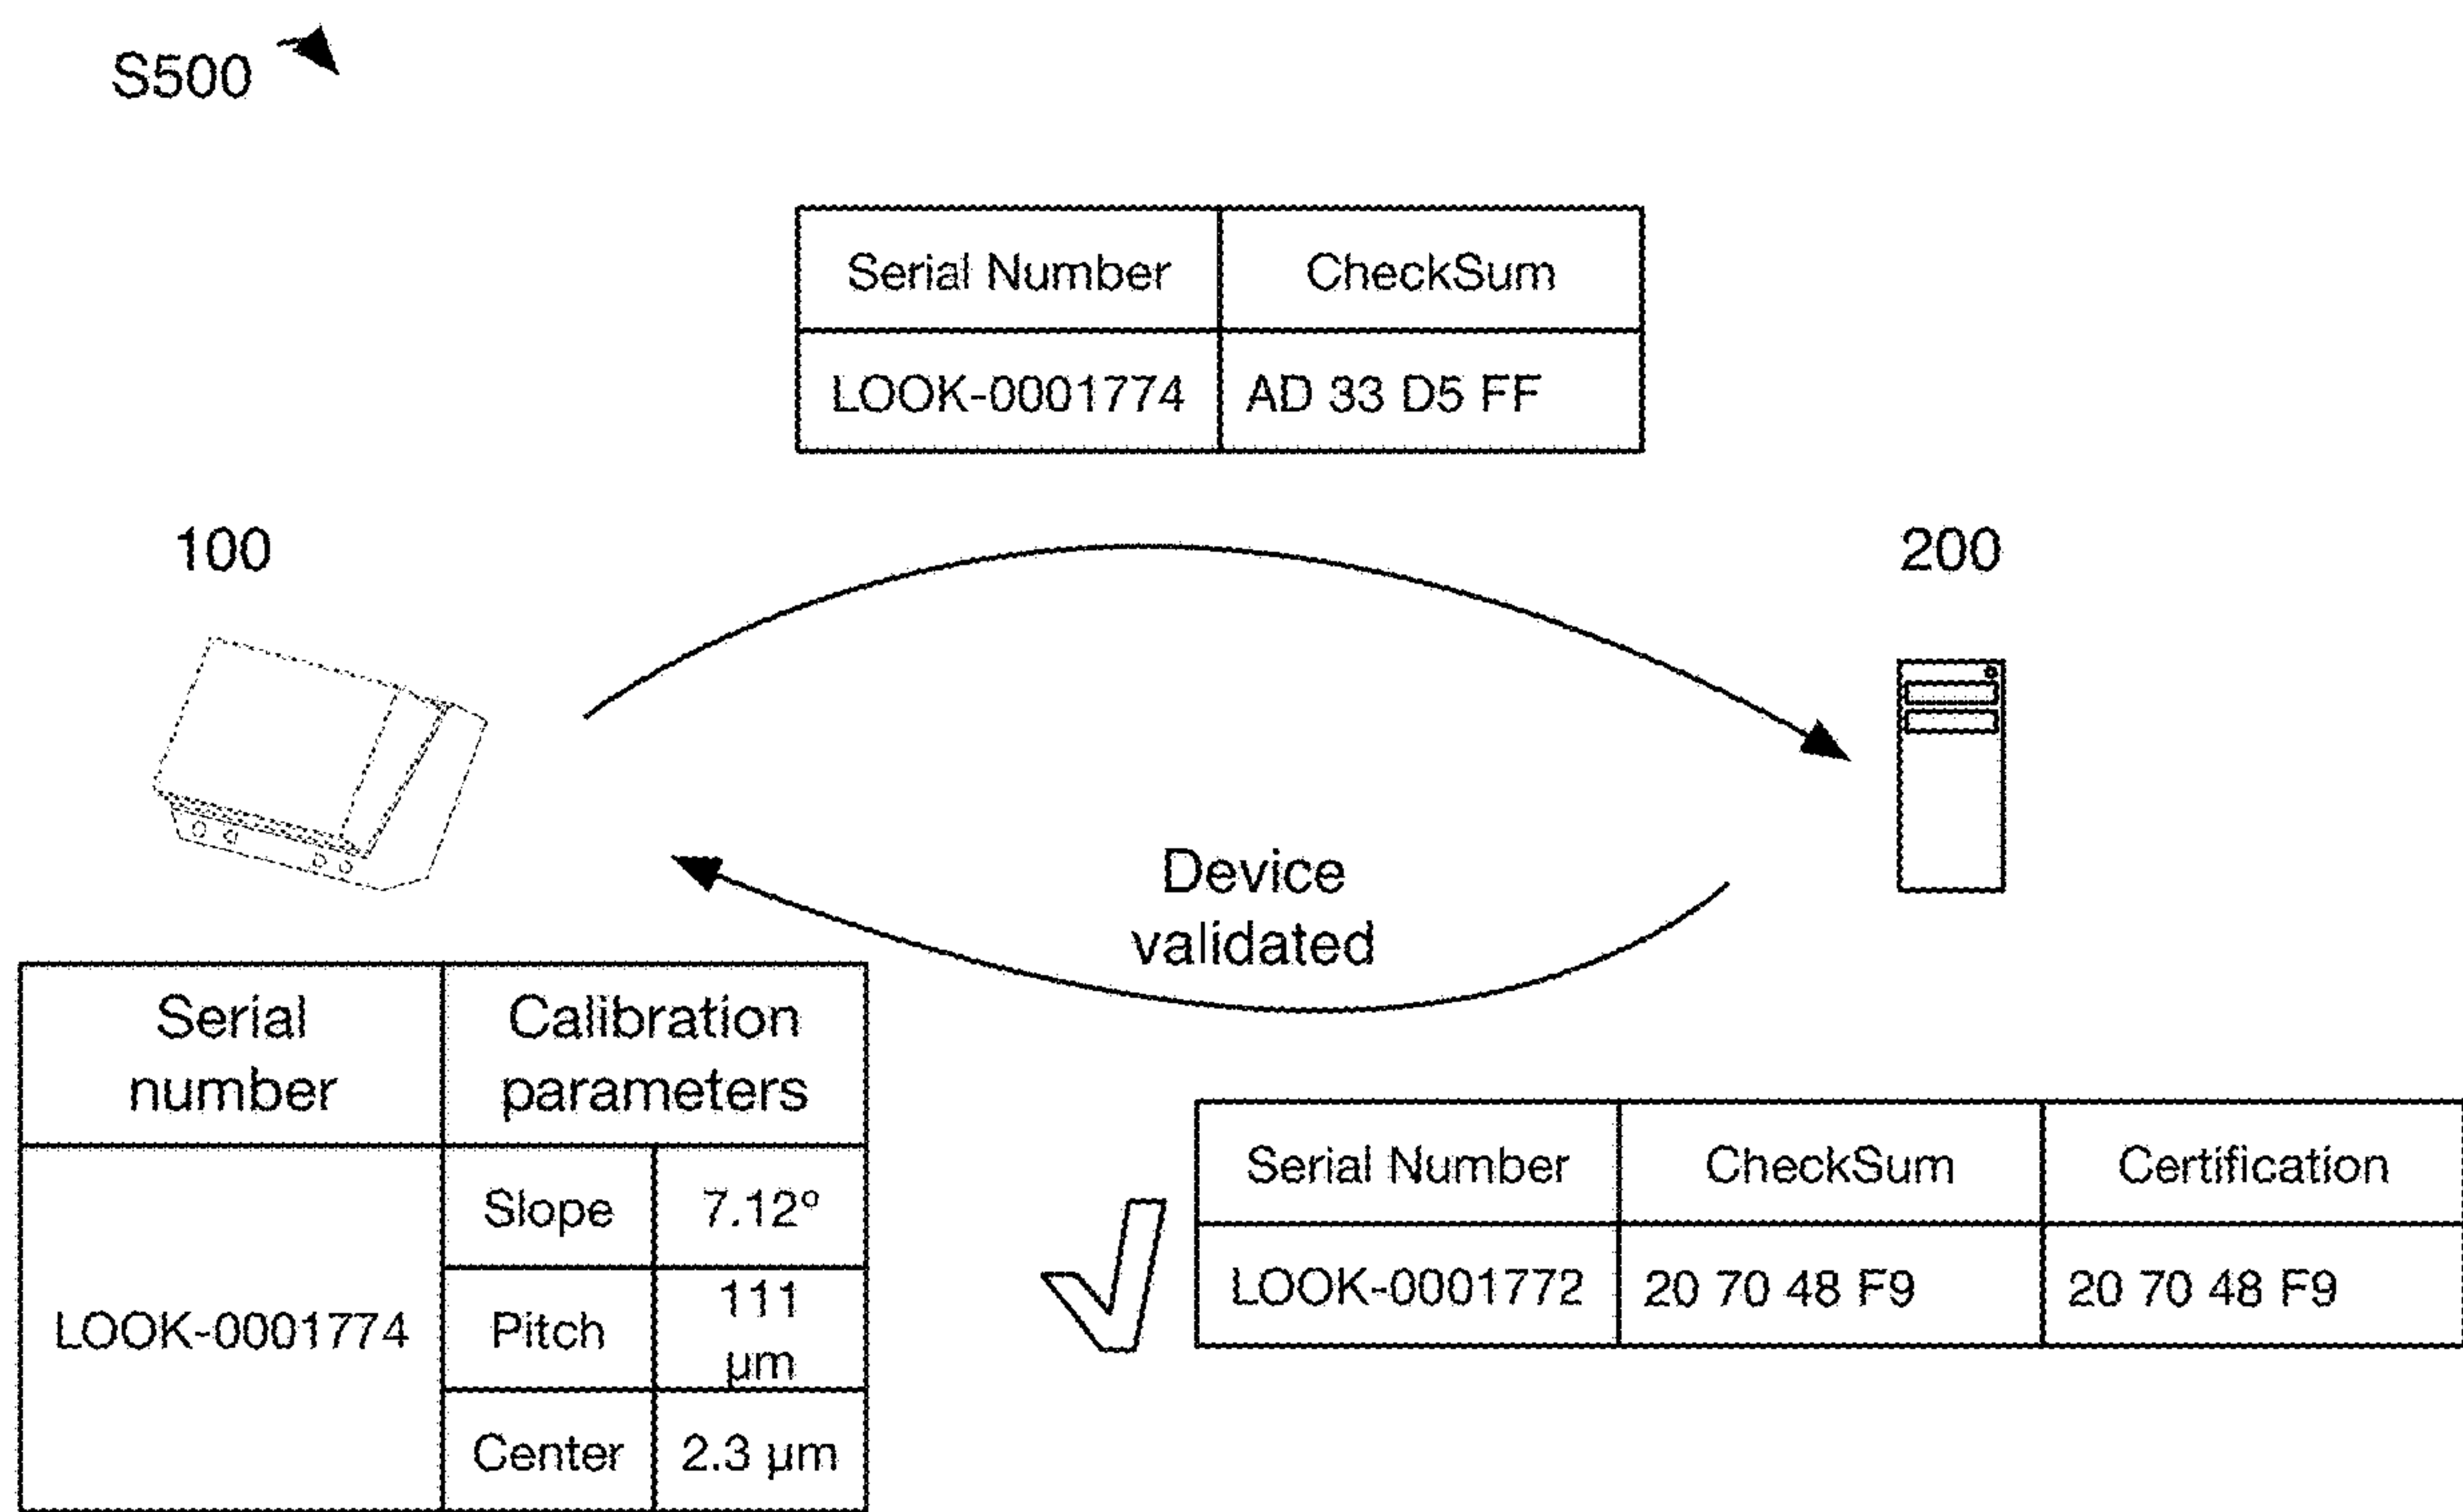 S500
Serial Number CheckSum
LOOK-0001774 AD 33 D5 FF
100
200
Device
validated
Serial
number
Calibration
parameters
LOOK-0001774
Slope 7.12º
Pitch 111
µm
Center 2.3 µm
Serial Number CheckSum Certification
LOOK-0001772 20 70 48 F9 20 70 48 F9